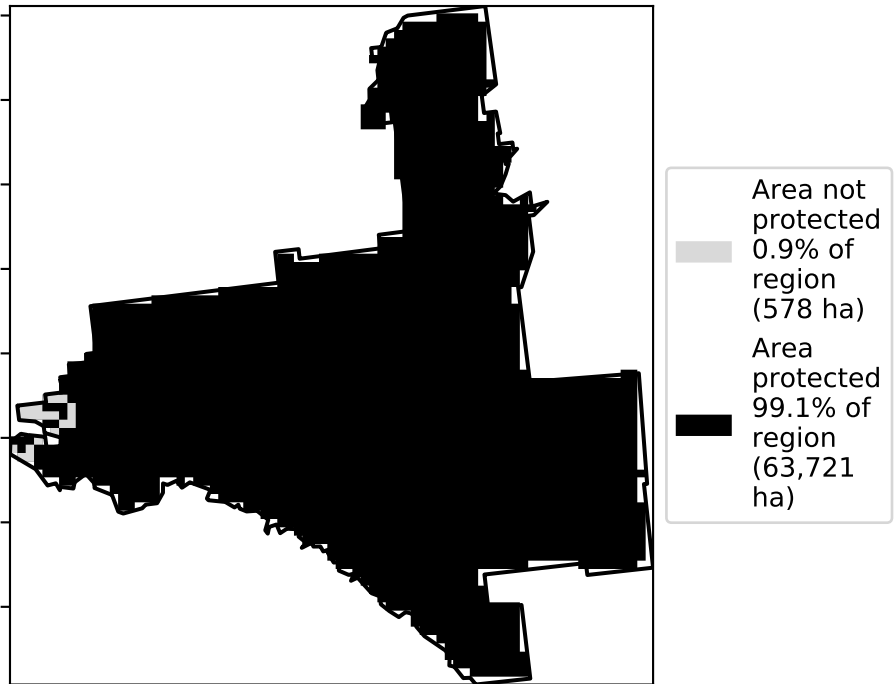 Area not
protected
0.9% of
region
(578 ha)
Area
protected
99.1% of
region
(63,721
ha)